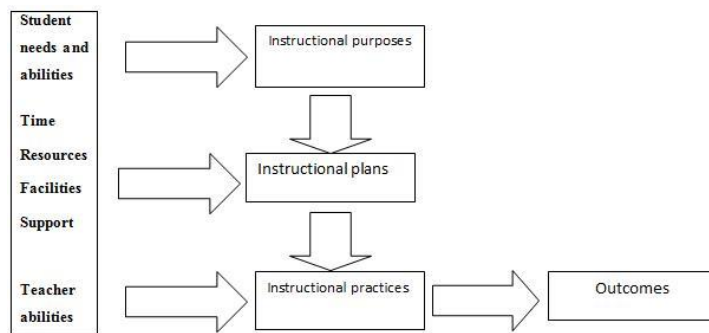 Student
needs and
abilities
Time
Resources
Facilities
Support
Teacher
abilities
Instructional purposes
Instructional plans
Instructional practices
Outcomes